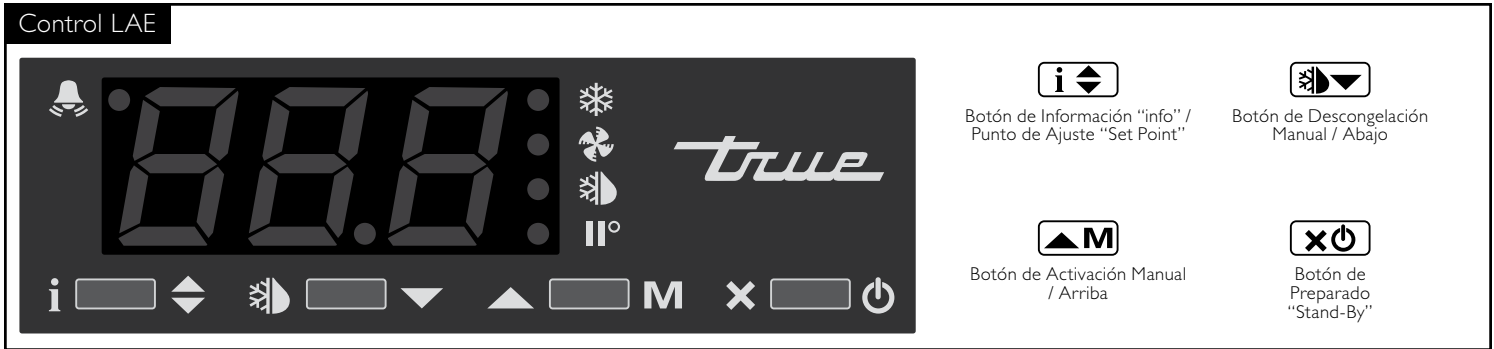 Control LAE
true
II°
i
M
i
Botón de Información “info” /
Punto de Ajuste “Set Point”
Botón de Descongelación
Manual / Abajo
M
Botón de Activación Manual
/ Arriba
Botón de
Preparado
“Stand-By”